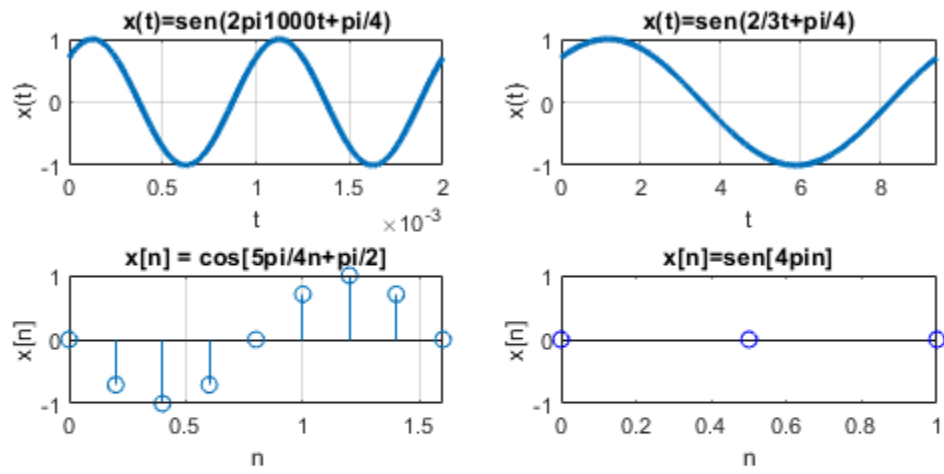 x(t)=sen(2pi1000t+pi/4)
x(t)
1
0
-1
0
0.5
1
1.5
2
t
×10-3
x(t)=sen(2/3t+pi/4)
x(t)
1
0
-1
0
2
4
6
8
t
x[n] = cos[5pi/4n+pi/2]
x[n]
1
0
-1
0
0.5
1
1.5
n
x[n]=sen[4pin]
x[n]
1
0
-1
0
0.2
0.4
0.6
0.8
1
n